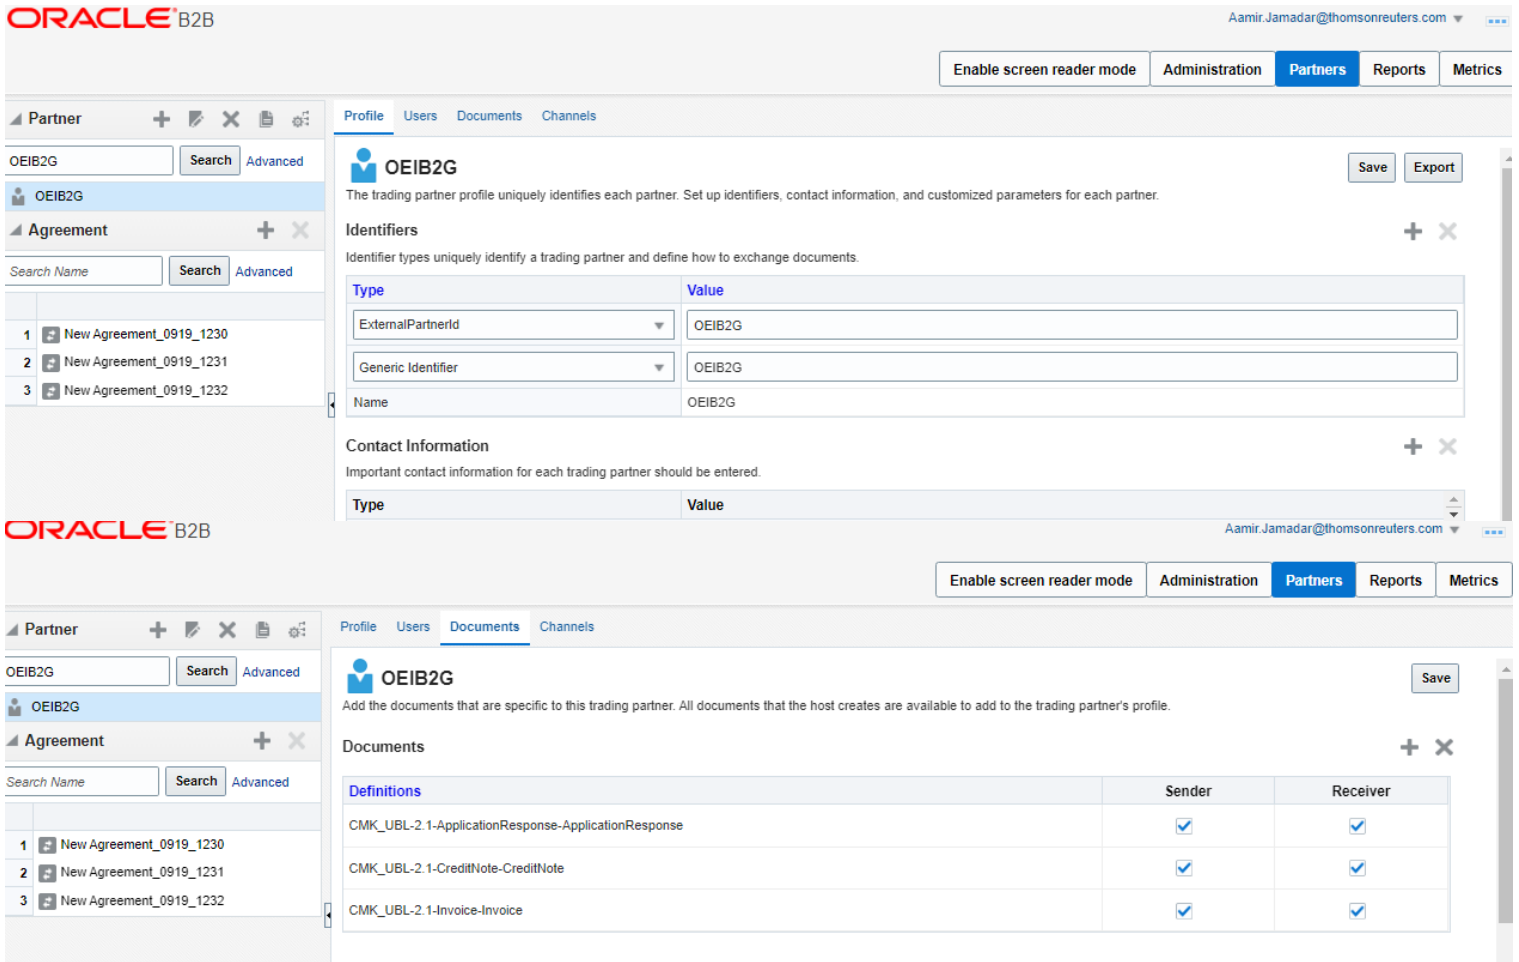 ORACLE B2B
Aamir.Jamadar@thomsonreuters.com
Enable screen reader mode Administration Partners Reports Metrics
Partner
OEIB2G Search Advanced
OEIB2G
Agreement
Search Name Search Advanced
1 New Agreement_0919_1230
2 New Agreement_0919_1231
3 New Agreement_0919_1232
Profile Users Documents Channels
OEIB2G
Save Export
The trading partner profile uniquely identifies each partner. Set up identifiers, contact information, and customized parameters for each partner.
Identifiers
Identifier types uniquely identify a trading partner and define how to exchange documents.
Type Value
ExternalPartnerId OEIB2G
Generic Identifier OEIB2G
Name OEIB2G
Contact Information
Important contact information for each trading partner should be entered.
Type Value
ORACLE B2B
Aamir.Jamadar@thomsonreuters.com
Enable screen reader mode Administration Partners Reports Metrics
Partner
OEIB2G Search Advanced
OEIB2G
Agreement
Search Name Search Advanced
1 New Agreement_0919_1230
2 New Agreement_0919_1231
3 New Agreement_0919_1232
Profile Users Documents Channels
OEIB2G
Save
Add the documents that are specific to this trading partner. All documents that the host creates are available to add to the trading partner's profile.
Documents
Definitions Sender Receiver
CMK_UBL-2.1-ApplicationResponse-ApplicationResponse
CMK_UBL-2.1-CreditNote-CreditNote
CMK_UBL-2.1-Invoice-Invoice